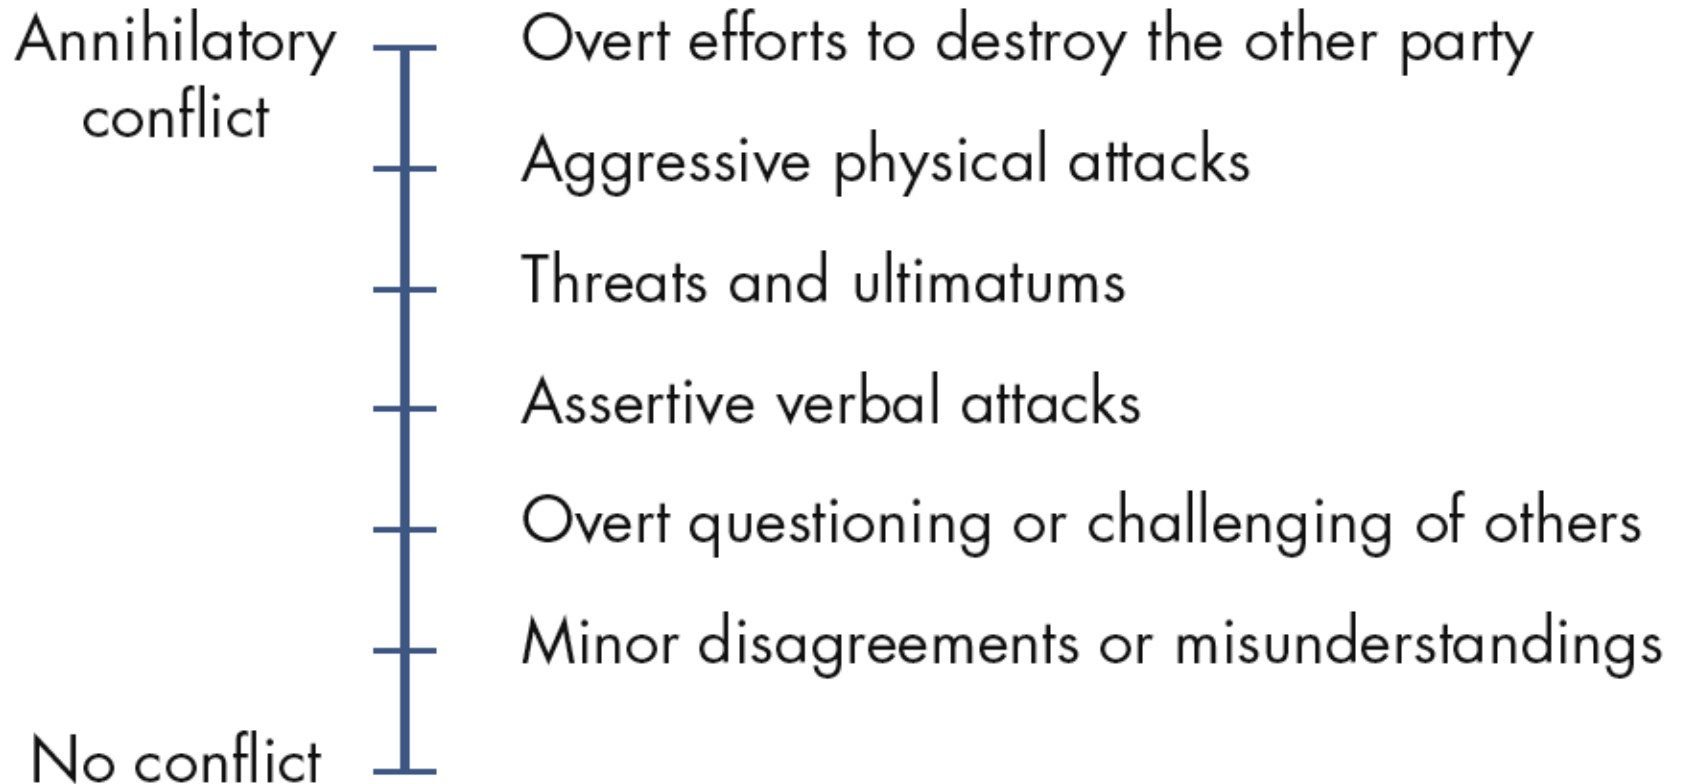 Annihilatory
conflict
Overt efforts to destroy the other party
Aggressive physical attacks
Threats and ultimatums
Assertive verbal attacks
Overt questioning or challenging of others
Minor disagreements or misunderstandings
No conflict